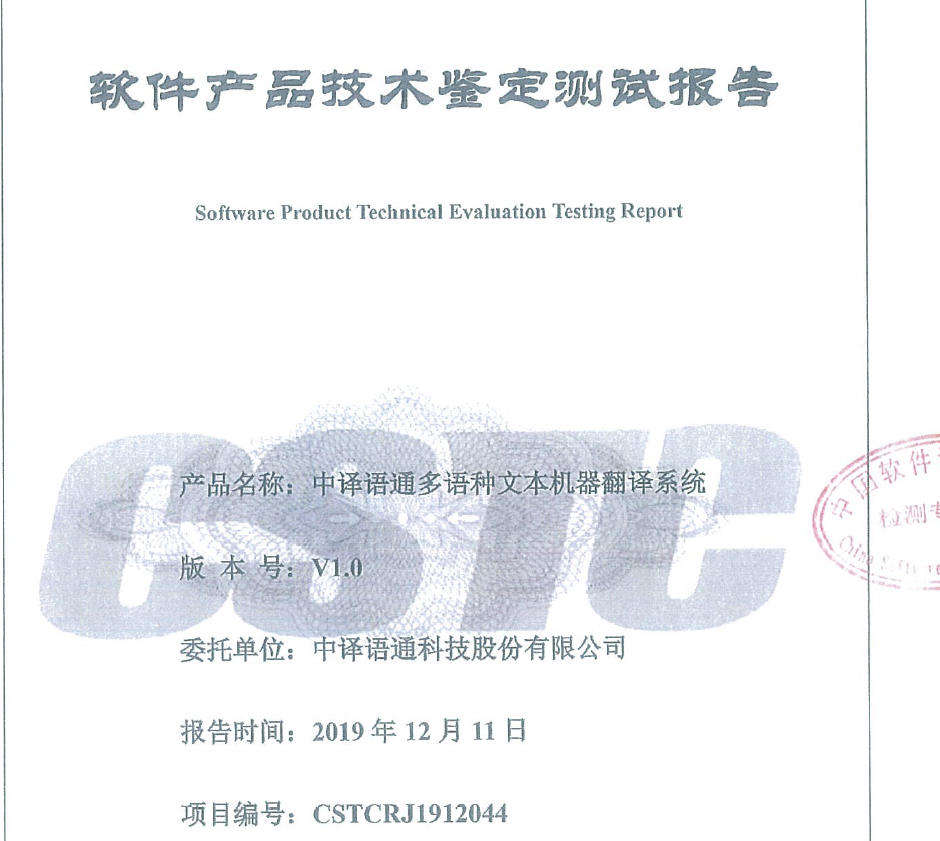 软件产品技术鉴定测试报告
Software Product Technical Evaluation Testing Report
CSTC
产品名称：中译语通多语种文本机器翻译系统
版 本 号：V1.0
委托单位：中译语通科技股份有限公司
报告时间：2019 年 12 月 11 日
项目编号：CSTCRJ1912044
中国软件
检测专
China Software